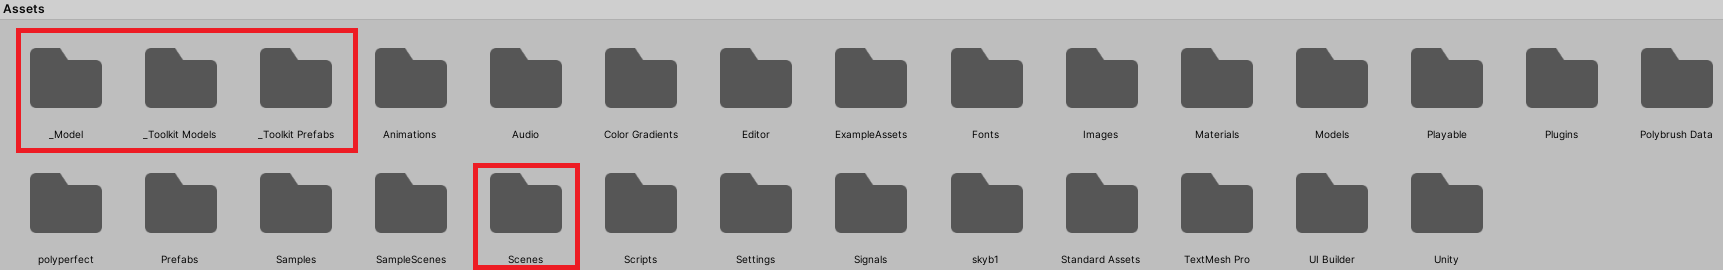 Assets
_Model _Toolkit Models _Toolkit Prefabs Animations Audio Color Gradients Editor ExampleAssets Fonts Images Materials Models Playable Plugins Polybrush Data
polyperfect Prefabs Samples SampleScenes Scenes Scripts Settings Signals skyb1 Standard Assets TextMesh Pro UI Builder Unity